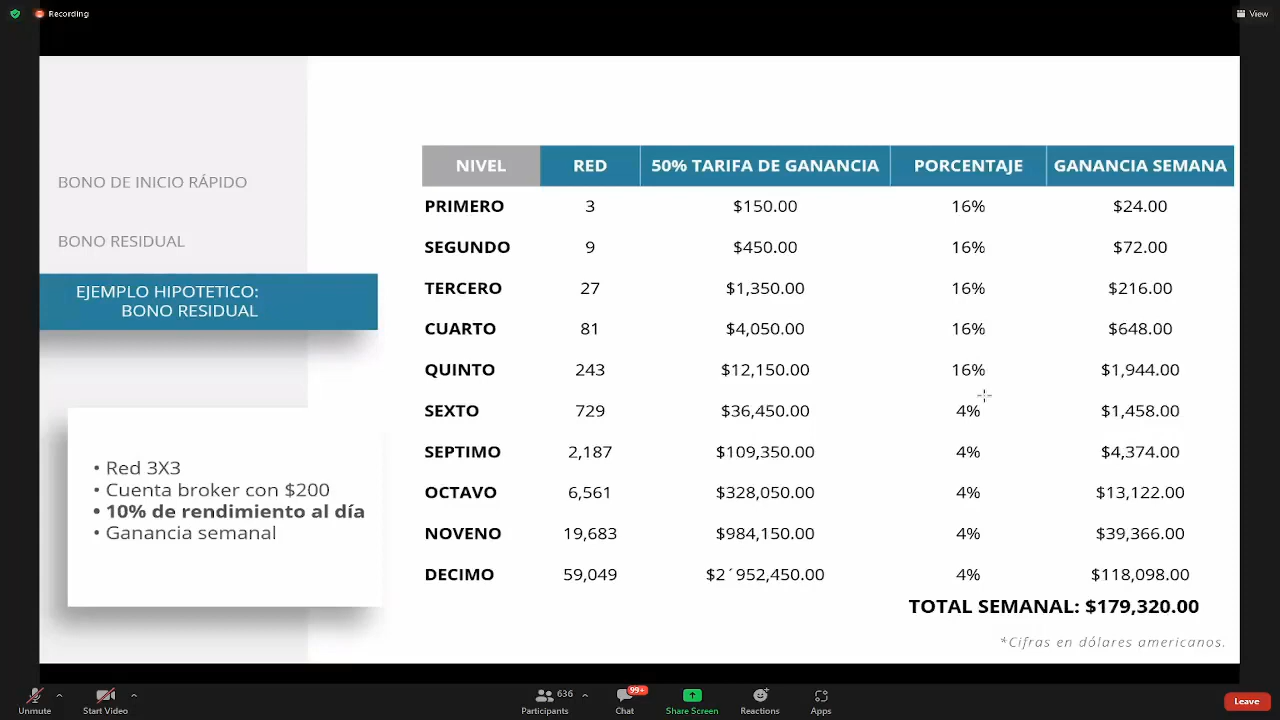 Recording
View
BONO DE INICIO RÁPIDO
BONO RESIDUAL
EJEMPLO HIPOTETICO:
BONO RESIDUAL
• Red 3X3
• Cuenta broker con $200
• 10% de rendimiento al día
• Ganancia semanal
NIVEL RED 50% TARIFA DE GANANCIA PORCENTAJE GANANCIA SEMANA
PRIMERO 3 $150.00 16% $24.00
SEGUNDO 9 $450.00 16% $72.00
TERCERO 27 $1,350.00 16% $216.00
CUARTO 81 $4,050.00 16% $648.00
QUINTO 243 $12,150.00 16% $1,944.00
SEXTO 729 $36,450.00 4% $1,458.00
SEPTIMO 2,187 $109,350.00 4% $4,374.00
OCTAVO 6,561 $328,050.00 4% $13,122.00
NOVENO 19,683 $984,150.00 4% $39,366.00
DECIMO 59,049 $2´952,450.00 4% $118,098.00
TOTAL SEMANAL: $179,320.00
*Cifras en dólares americanos.
Unmute
Start Video
636
Participants
99+
Chat
Share Screen
Reactions
Apps
Leave